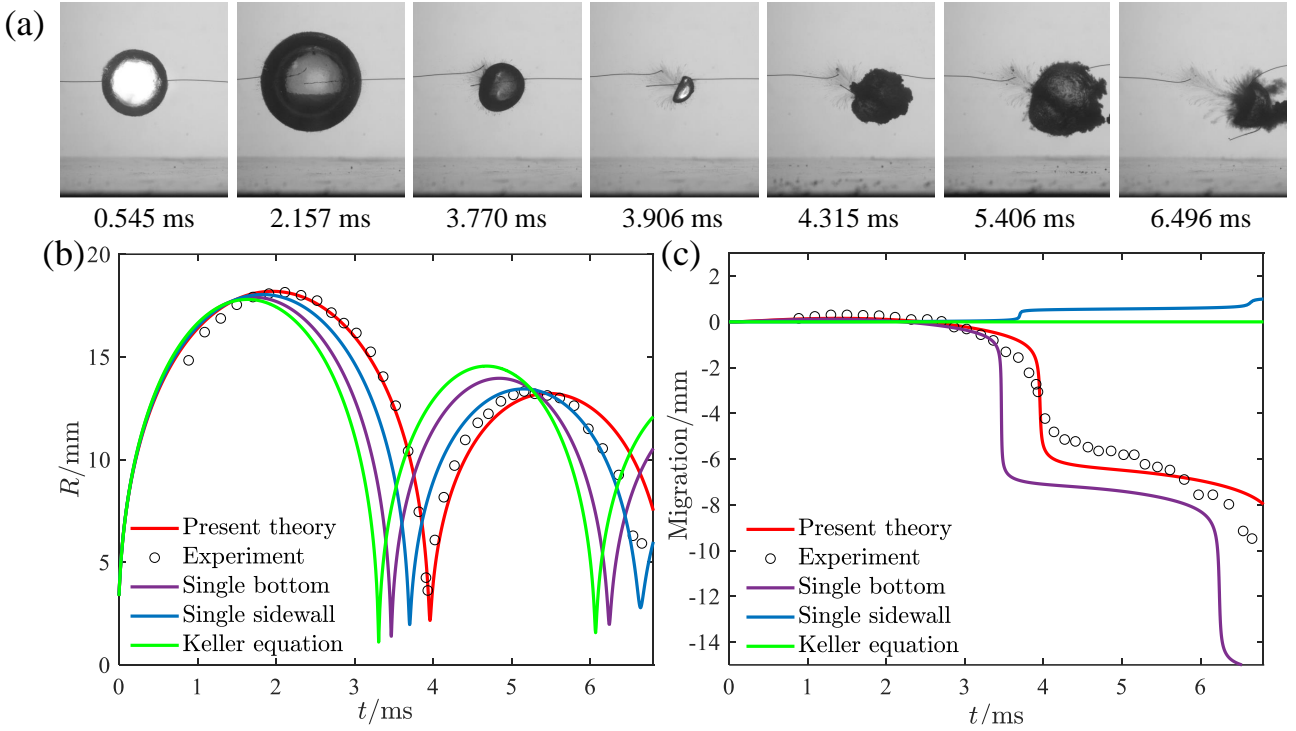 (a)
0.545 ms 2.157 ms 3.770 ms 3.906 ms 4.315 ms 5.406 ms 6.496 ms
(b)
20
15
10
5
0
R/mm
Present theory
Experiment
Single bottom
Single sidewall
Keller equation
0 1 2 3 4 5 6
t/ms
(c)
2
0
-2
-4
-6
-8
-10
-12
-14
Migration/mm
Present theory
Experiment
Single bottom
Single sidewall
Keller equation
0 1 2 3 4 5 6
t/ms